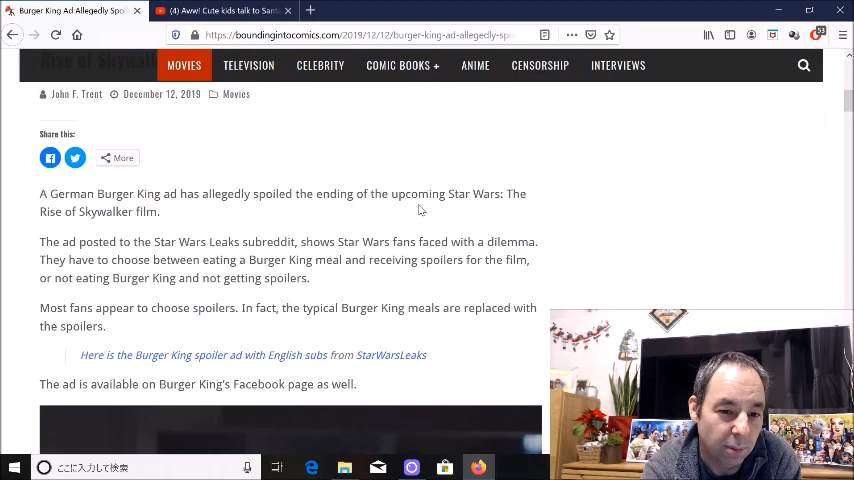 Burger King Ad Allegedly Spoil
(4) Aww! Cute kids talk to Santa
https://boundingintocomics.com/2019/12/12/burger-king-ad-allegedly-spo
53
Rise of Skywalk
MOVIES TELEVISION CELEBRITY COMIC BOOKS + ANIME CENSORSHIP INTERVIEWS
John F. Trent December 12, 2019 Movies
Share this:
More
A German Burger King ad has allegedly spoiled the ending of the upcoming Star Wars: The
Rise of Skywalker film.
The ad posted to the Star Wars Leaks subreddit, shows Star Wars fans faced with a dilemma.
They have to choose between eating a Burger King meal and receiving spoilers for the film,
or not eating Burger King and not getting spoilers.
Most fans appear to choose spoilers. In fact, the typical Burger King meals are replaced with
the spoilers.
Here is the Burger King spoiler ad with English subs from StarWarsLeaks
The ad is available on Burger King's Facebook page as well.
ここに入力して検索